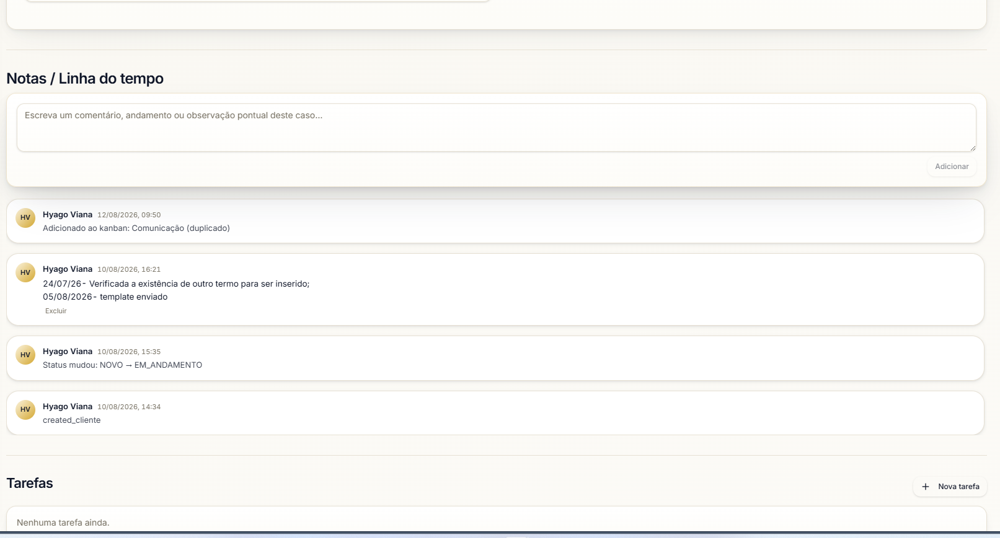 Notas / Linha do tempo
Escreva um comentário, andamento ou observação pontual deste caso...
Adicionar
HV
Hyago Viana 12/08/2026, 09:50
Adicionado ao kanban: Comunicação (duplicado)
HV
Hyago Viana 10/08/2026, 16:21
24/07/26- Verificada a existência de outro termo para ser inserido;
05/08/2026- template enviado
Excluir
HV
Hyago Viana 10/08/2026, 15:35
Status mudou: NOVO → EM_ANDAMENTO
HV
Hyago Viana 10/08/2026, 14:34
created_cliente
Tarefas
+ Nova tarefa
Nenhuma tarefa ainda.